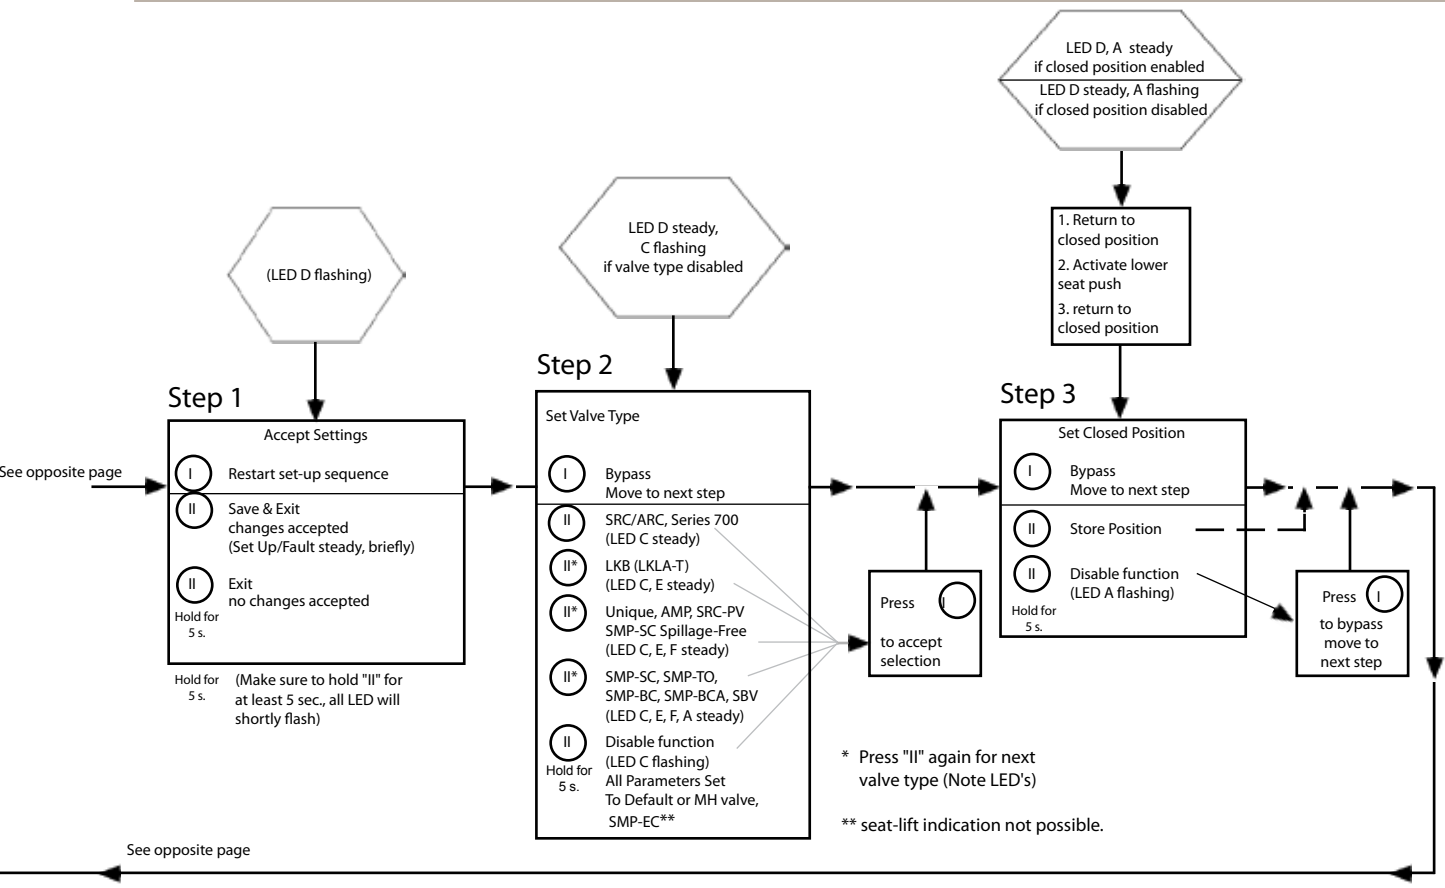 LED D, A steady
if closed position enabled
LED D steady, A flashing
if closed position disabled
LED D steady,
C flashing
if valve type disabled
(LED D flashing)
1. Return to
closed position
2. Activate lower
seat push
3. return to
closed position
Step 1
Accept Settings
See opposite page
I
Restart set-up sequence
II
Save & Exit
changes accepted
(Set Up/Fault steady, briefly)
II
Exit
no changes accepted
Hold for
5 s.
Hold for
5 s.
(Make sure to hold "II" for
at least 5 sec., all LED will
shortly flash)
Step 2
Set Valve Type
I
Bypass
Move to next step
II
SRC/ARC, Series 700
(LED C steady)
II*
LKB (LKLA-T)
(LED C, E steady)
II*
Unique, AMP, SRC-PV
SMP-SC Spillage-Free
(LED C, E, F steady)
II*
SMP-SC, SMP-TO,
SMP-BC, SMP-BCA, SBV
(LED C, E, F, A steady)
II
Hold for
5 s.
Disable function
(LED C flashing)
All Parameters Set
To Default or MH valve,
SMP-EC**
Press I
to accept
selection
Step 3
Set Closed Position
I
Bypass
Move to next step
II
Store Position
II
Disable function
(LED A flashing)
Hold for
5 s.
Press I
to bypass
move to
next step
* Press "II" again for next
valve type (Note LED's)
** seat-lift indication not possible.
See opposite page